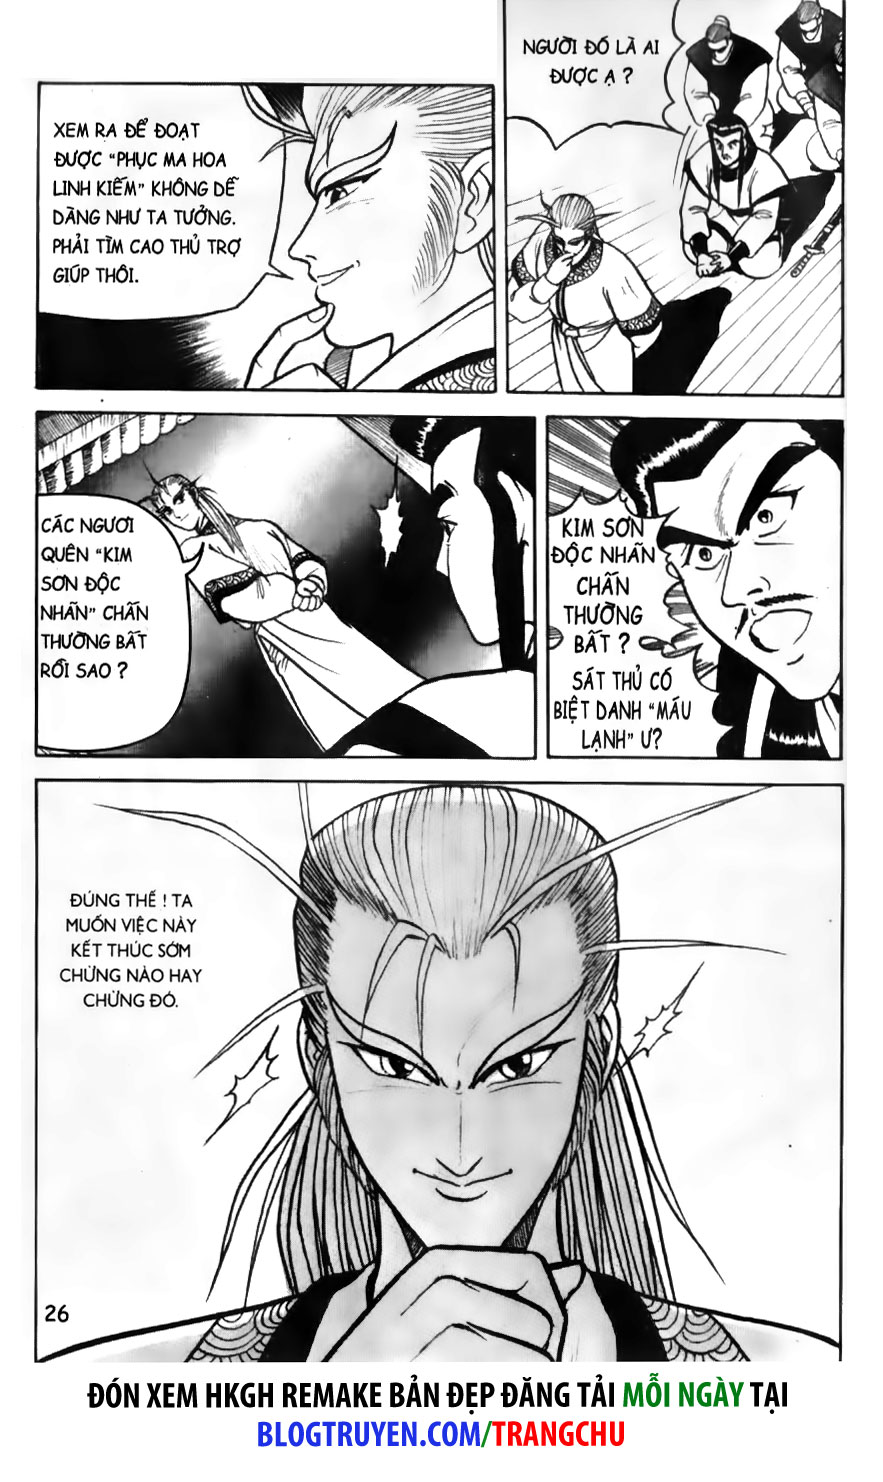 XEM RA ĐỂ ĐOẠT
ĐƯỢC “PHỤC MA HOA
LINH KIẾM” KHÔNG DỄ
DÀNG NHƯ TA TƯỞNG.
PHẢI TÌM CAO THỦ TRỢ
GIÚP THÔI.
NGƯỜI ĐÓ LÀ AI
ĐƯỢC Ạ ?
CÁC NGƯƠI
QUÊN “KIM
SƠN ĐỘC
NHÃN” CHẤN
THƯỜNG BẤT
RỒI SAO ?
KIM SƠN
ĐỘC NHÃN
CHẤN
THƯỜNG
BẤT ?
SÁT THỦ CÓ
BIỆT DANH “MÁU
LẠNH” Ư?
ĐÚNG THẾ ! TA
MUỐN VIỆC NÀY
KẾT THÚC SỚM
CHỪNG NÀO HAY
CHỪNG ĐÓ.
26
ĐÓN XEM HKGH REMAKE BẢN ĐẸP ĐĂNG TẢI MỖI NGÀY TẠI
BLOGTRUYEN.COM/TRANGCHU